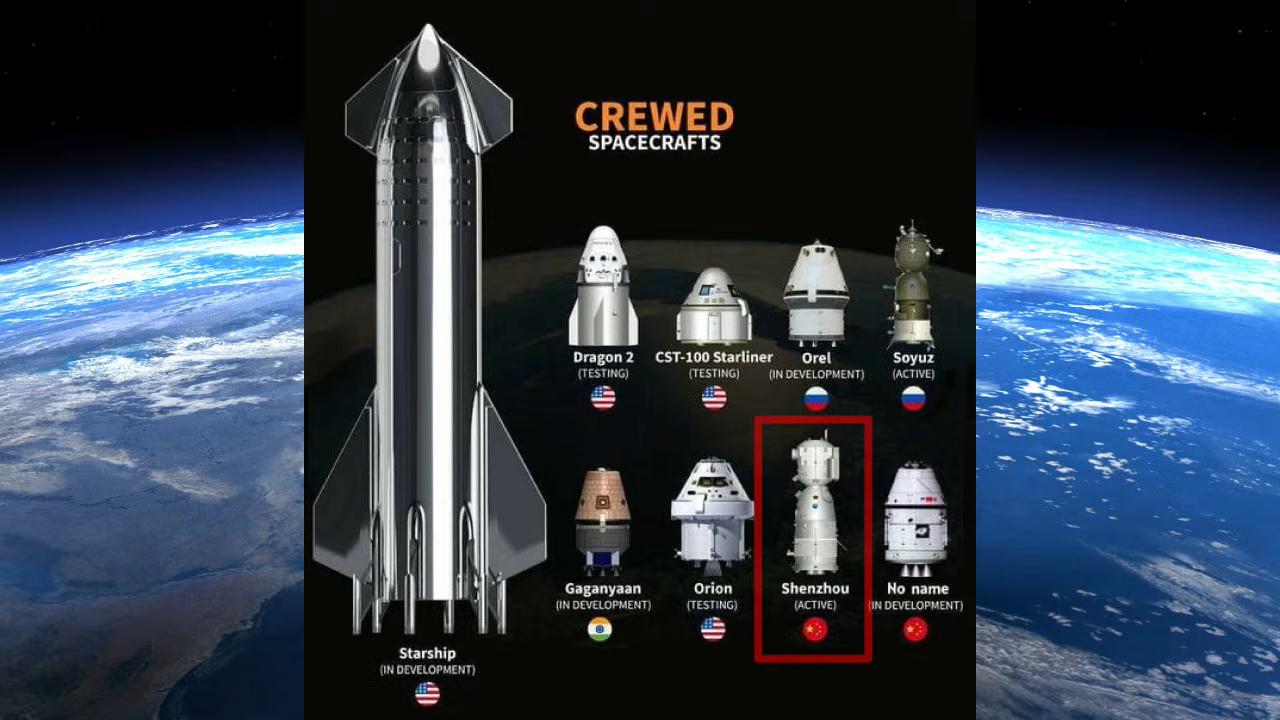 CREWED
SPACECRAFTS
Dragon 2
(TESTING)
CST-100 Starliner
(TESTING)
Orel
(IN DEVELOPMENT)
Soyuz
(ACTIVE)
Gaganyaan
(IN DEVELOPMENT)
Orion
(TESTING)
Shenzhou
(ACTIVE)
No name
(IN DEVELOPMENT)
Starship
(IN DEVELOPMENT)